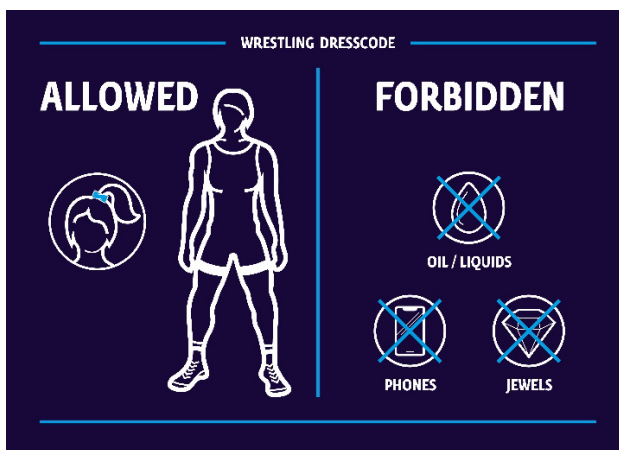 WRESTLING DRESSCODE
ALLOWED
FORBIDDEN
OIL / LIQUIDS
PHONES
JEWELS